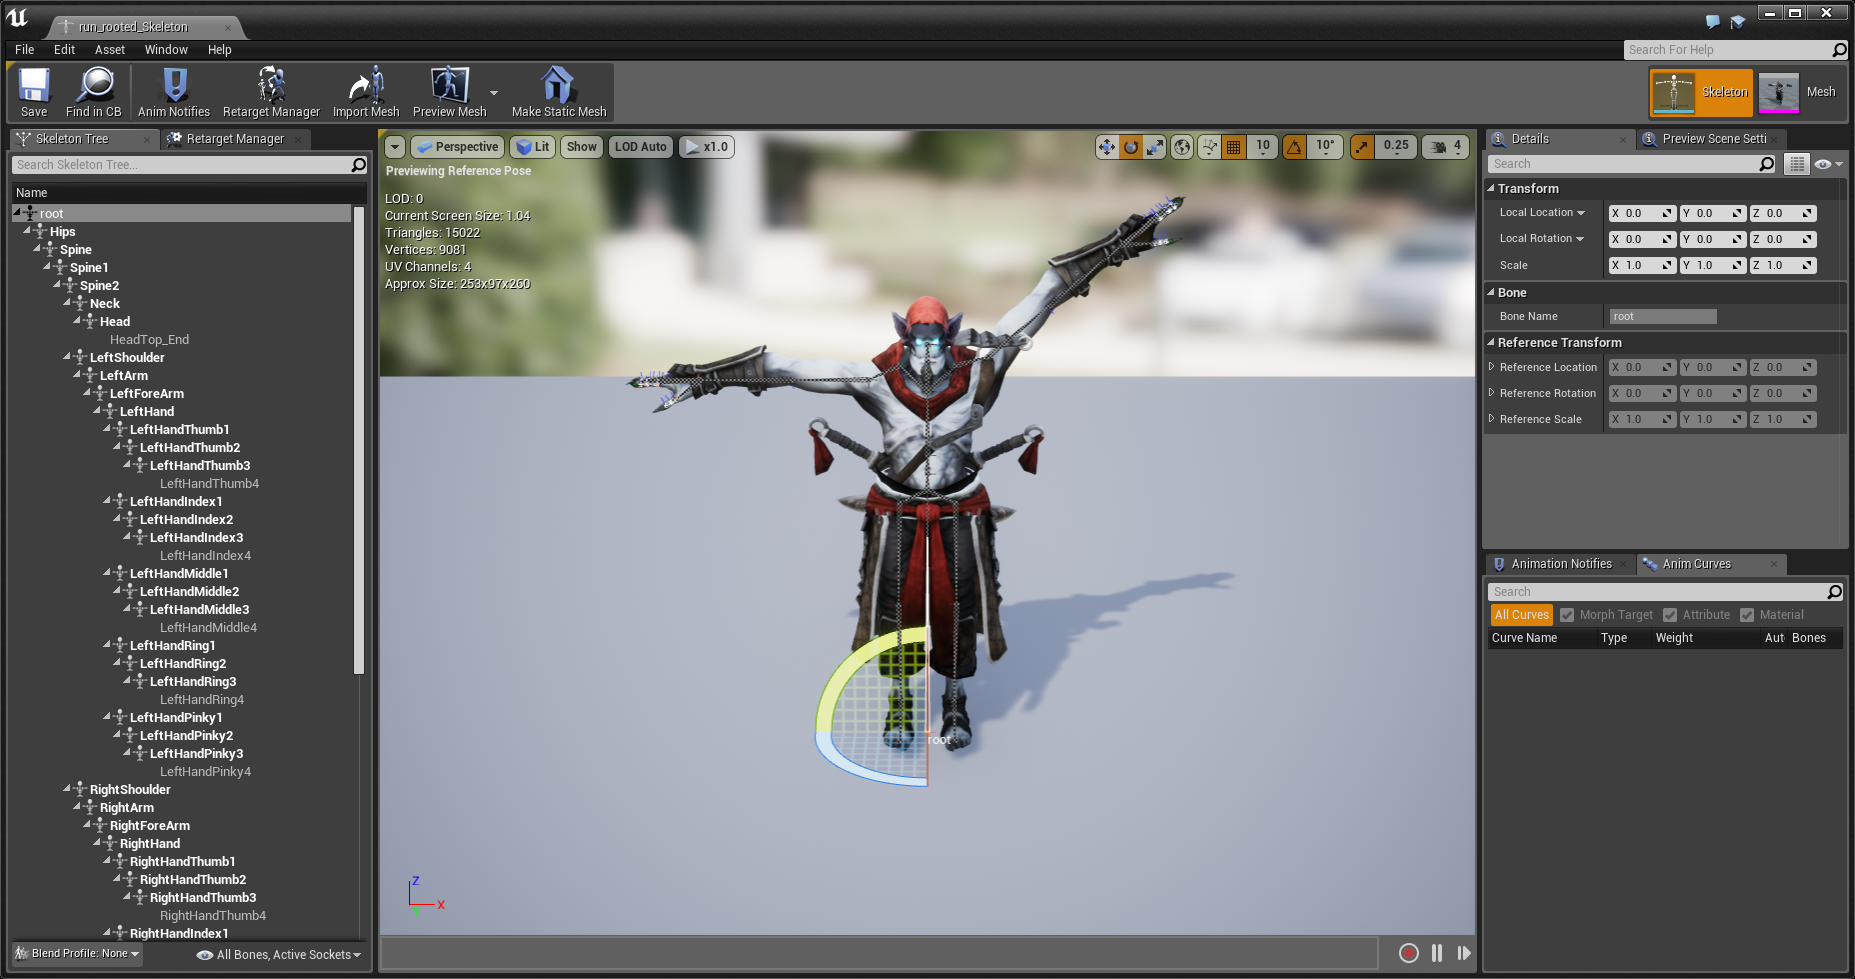 run_rooted_Skeleton
File Edit Asset Window Help
Search For Help
Save Find in CB Anim Notifies Retarget Manager Import Mesh Preview Mesh Make Static Mesh Skeleton Mesh
Skeleton Tree Retarget Manager
Search Skeleton Tree...
Name
root
Hips
Spine
Spine1
Spine2
Neck
Head
HeadTop_End
LeftShoulder
LeftArm
LeftForeArm
LeftHand
LeftHandThumb1
LeftHandThumb2
LeftHandThumb3
LeftHandThumb4
LeftHandIndex1
LeftHandIndex2
LeftHandIndex3
LeftHandIndex4
LeftHandMiddle1
LeftHandMiddle2
LeftHandMiddle3
LeftHandMiddle4
LeftHandRing1
LeftHandRing2
LeftHandRing3
LeftHandRing4
LeftHandPinky1
LeftHandPinky2
LeftHandPinky3
LeftHandPinky4
RightShoulder
RightArm
RightForeArm
RightHand
RightHandThumb1
RightHandThumb2
RightHandThumb3
RightHandThumb4
RightHandIndex1
Blend Profile: None All Bones, Active Sockets
Perspective Lit Show LOD Auto x1.0 10 10° 0.25 4
Previewing Reference Pose
LOD: 0
Current Screen Size: 1.04
Triangles: 15022
Vertices: 9081
UV Channels: 4
Approx Size: 253x97x260
root
Z
X
Y
Details Preview Scene Setti
Search
Transform
Local Location X 0.0 Y 0.0 Z 0.0
Local Rotation X 0.0 Y 0.0 Z 0.0
Scale X 1.0 Y 1.0 Z 1.0
Bone
Bone Name root
Reference Transform
Reference Location X 0.0 Y 0.0 Z 0.0
Reference Rotation X 0.0 Y 0.0 Z 0.0
Reference Scale X 1.0 Y 1.0 Z 1.0
Animation Notifies Anim Curves
Search
All Curves Morph Target Attribute Material
Curve Name Type Weight Aut Bones